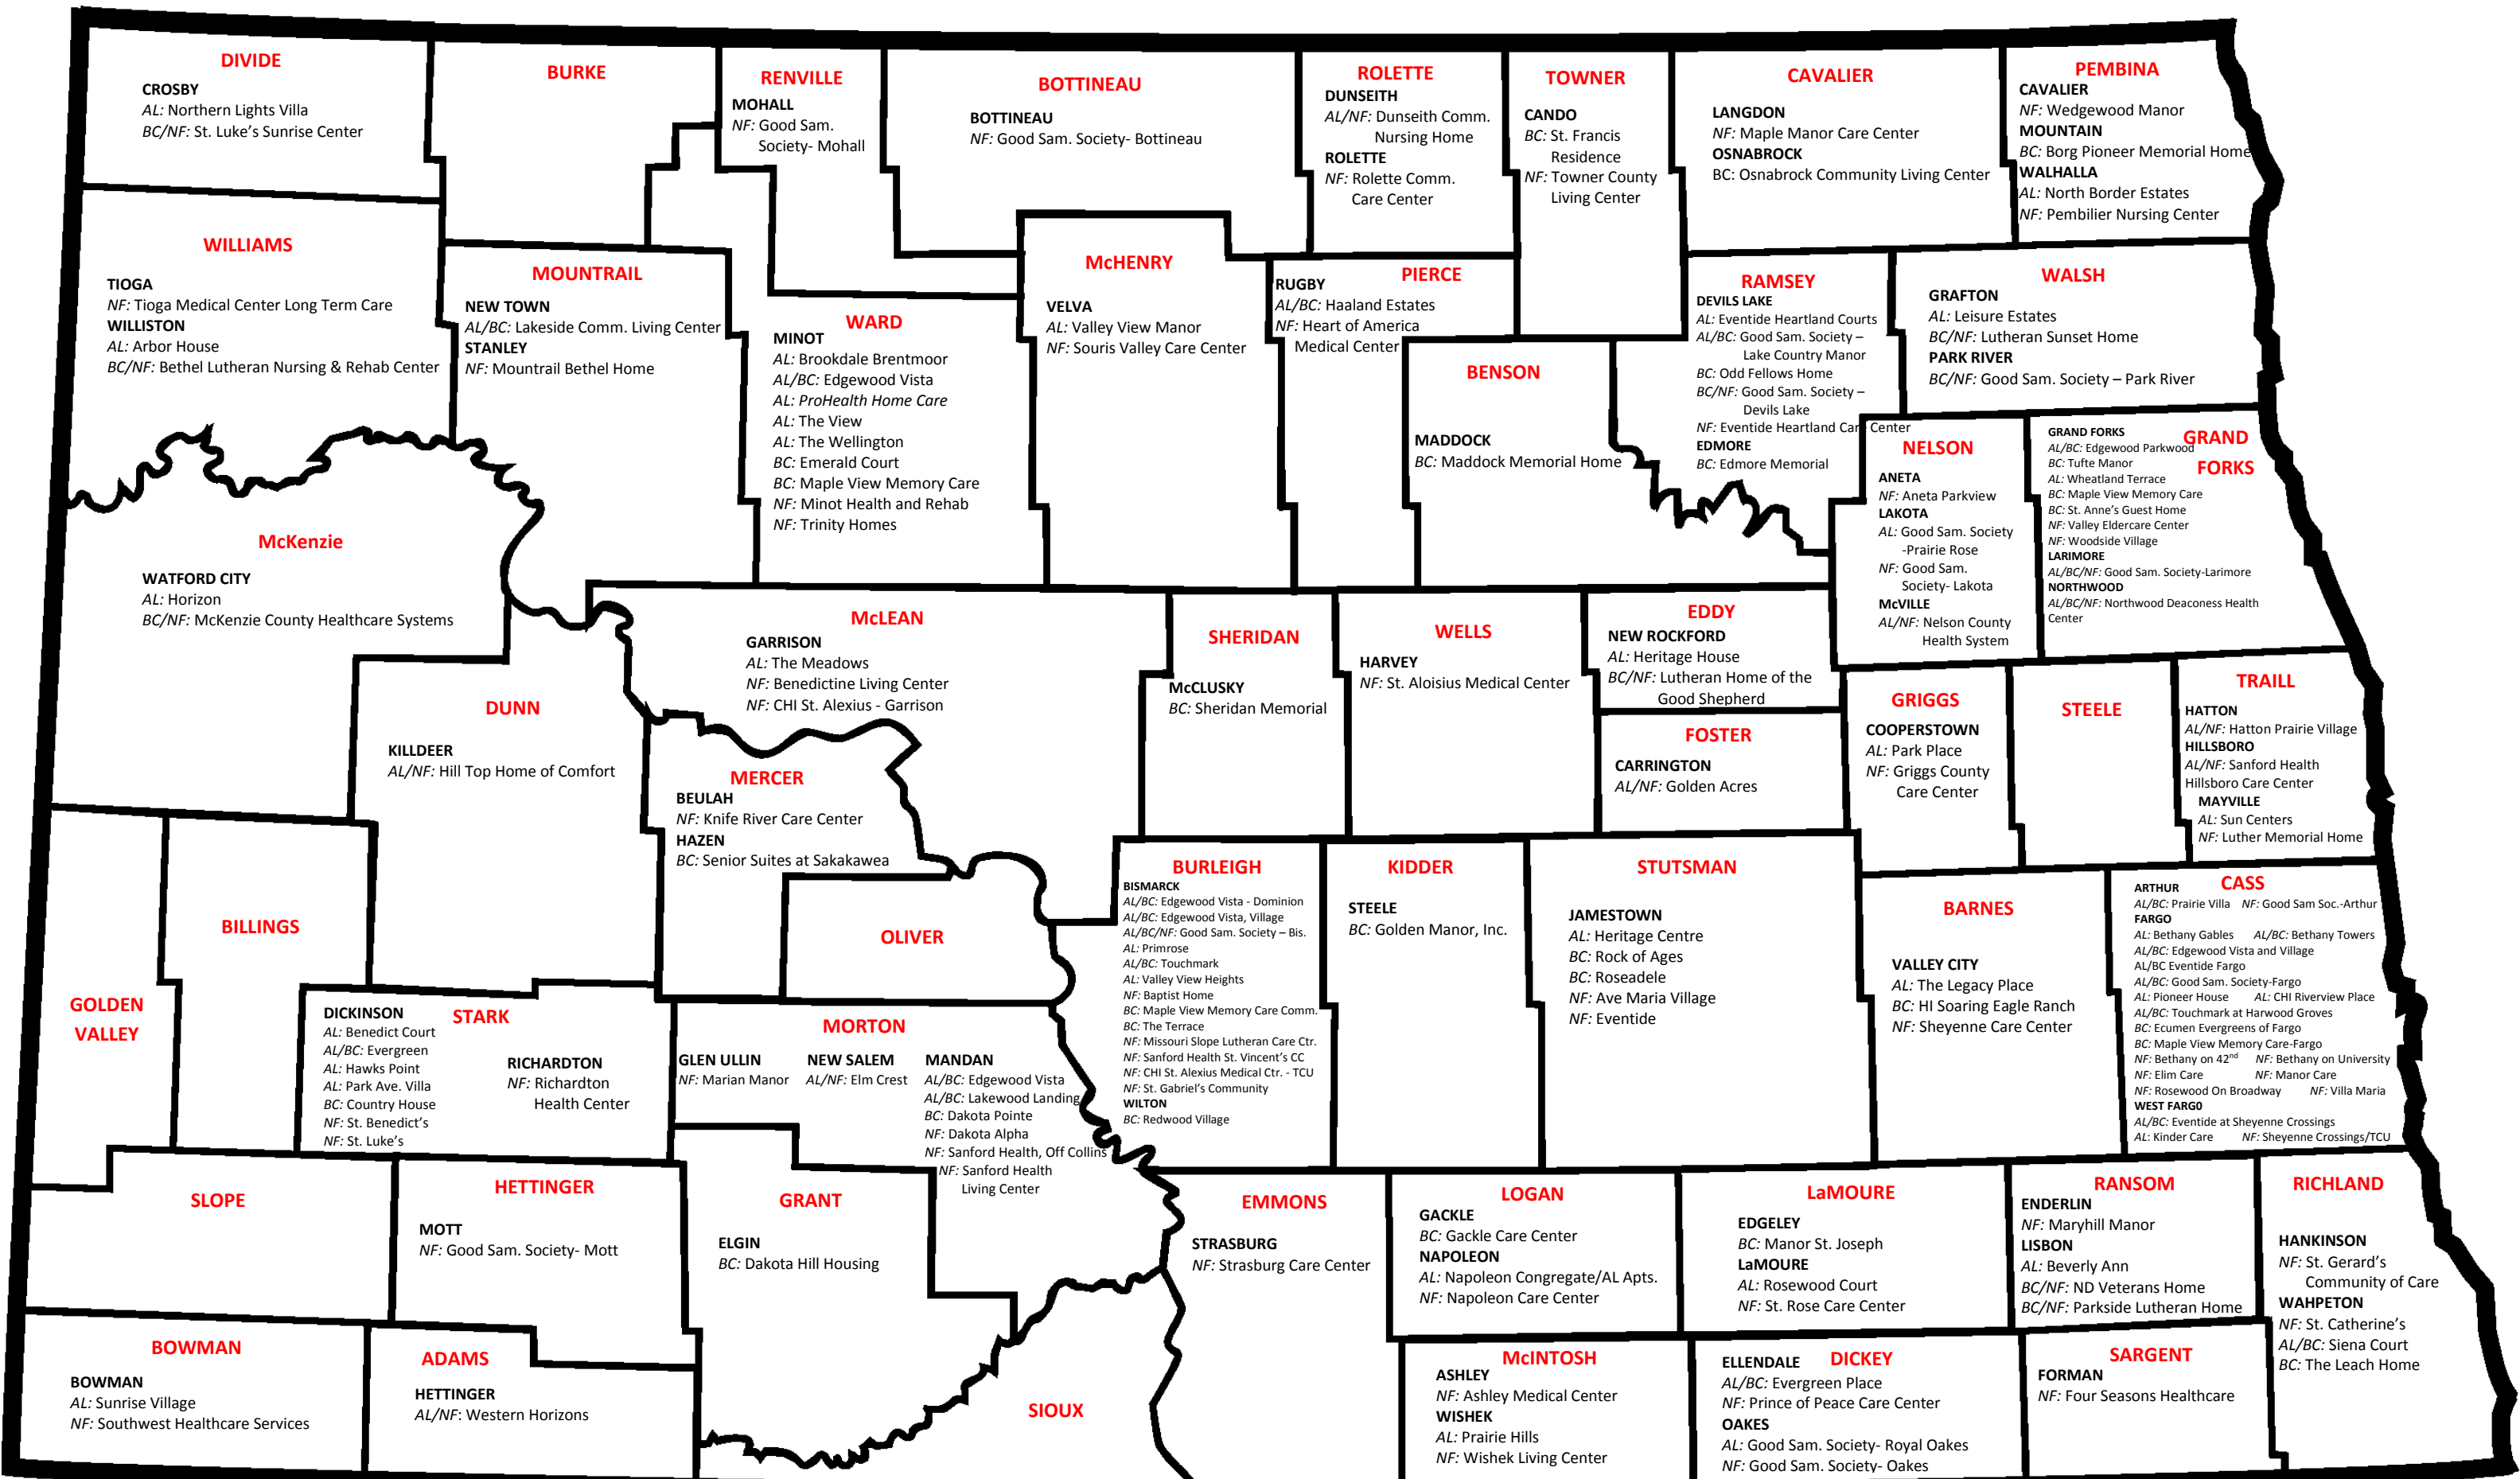 DIVIDE
CROSBY
AL: Northern Lights Villa
BC/NF: St. Luke's Sunrise Center
BURKE
RENVILLE
MOHALL
NF: Good Sam.
Society- Mohall
BOTTINEAU
BOTTINEAU
NF: Good Sam. Society- Bottineau
ROLETTE
DUNSEITH
AL/NF: Dunseith Comm.
Nursing Home
ROLETTE
NF: Rolette Comm.
Care Center
TOWNER
CANDO
BC: St. Francis
Residence
NF: Towner County
Living Center
CAVALIER
LANGDON
NF: Maple Manor Care Center
OSNABROCK
BC: Osnabrock Community Living Center
PEMBINA
CAVALIER
NF: Wedgewood Manor
MOUNTAIN
BC: Borg Pioneer Memorial Home
WALHALLA
AL: North Border Estates
NF: Pembilier Nursing Center
WILLIAMS
TIOGA
NF: Tioga Medical Center Long Term Care
WILLISTON
AL: Arbor House
BC/NF: Bethel Lutheran Nursing & Rehab Center
MOUNTRAIL
NEW TOWN
AL/BC: Lakeside Comm. Living Center
STANLEY
NF: Mountrail Bethel Home
WARD
MINOT
AL: Brookdale Brentmoor
AL/BC: Edgewood Vista
AL: ProHealth Home Care
AL: The View
AL: The Wellington
BC: Emerald Court
BC: Maple View Memory Care
NF: Minot Health and Rehab
NF: Trinity Homes
McHENRY
VELVA
AL: Valley View Manor
NF: Souris Valley Care Center
PIERCE
RUGBY
AL/BC: Haaland Estates
NF: Heart of America
Medical Center
BENSON
MADDOCK
BC: Maddock Memorial Home
RAMSEY
DEVILS LAKE
AL: Eventide Heartland Courts
AL/BC: Good Sam. Society –
Lake Country Manor
BC: Odd Fellows Home
BC/NF: Good Sam. Society –
Devils Lake
NF: Eventide Heartland Care Center
EDMORE
BC: Edmore Memorial
WALSH
GRAFTON
AL: Leisure Estates
BC/NF: Lutheran Sunset Home
PARK RIVER
BC/NF: Good Sam. Society – Park River
NELSON
ANETA
NF: Aneta Parkview
LAKOTA
AL: Good Sam. Society
-Prairie Rose
NF: Good Sam.
Society- Lakota
McVILLE
AL/NF: Nelson County
Health System
GRAND
FORKS
GRAND FORKS
AL/BC: Edgewood Parkwood
BC: Tufte Manor
AL: Wheatland Terrace
BC: Maple View Memory Care
BC: St. Anne's Guest Home
NF: Valley Eldercare Center
NF: Woodside Village
LARIMORE
AL/BC/NF: Good Sam. Society-Larimore
NORTHWOOD
AL/BC/NF: Northwood Deaconess Health
Center
McKenzie
WATFORD CITY
AL: Horizon
BC/NF: McKenzie County Healthcare Systems
DUNN
KILLDEER
AL/NF: Hill Top Home of Comfort
McLEAN
GARRISON
AL: The Meadows
NF: Benedictine Living Center
NF: CHI St. Alexius - Garrison
MERCER
BEULAH
NF: Knife River Care Center
HAZEN
BC: Senior Suites at Sakakawea
SHERIDAN
McCLUSKY
BC: Sheridan Memorial
WELLS
HARVEY
NF: St. Aloisius Medical Center
EDDY
NEW ROCKFORD
AL: Heritage House
BC/NF: Lutheran Home of the
Good Shepherd
FOSTER
CARRINGTON
AL/NF: Golden Acres
GRIGGS
COOPERSTOWN
AL: Park Place
NF: Griggs County
Care Center
STEELE
TRAILL
HATTON
AL/NF: Hatton Prairie Village
HILLSBORO
AL/NF: Sanford Health
Hillsboro Care Center
MAYVILLE
AL: Sun Centers
NF: Luther Memorial Home
GOLDEN
VALLEY
BILLINGS
OLIVER
STARK
DICKINSON
AL: Benedict Court
AL/BC: Evergreen
AL: Hawks Point
AL: Park Ave. Villa
BC: Country House
NF: St. Benedict's
NF: St. Luke's
RICHARDTON
NF: Richardton
Health Center
MORTON
GLEN ULLIN
NF: Marian Manor
NEW SALEM
AL/NF: Elm Crest
MANDAN
AL/BC: Edgewood Vista
AL/BC: Lakewood Landing
BC: Dakota Pointe
NF: Dakota Alpha
NF: Sanford Health, Off Collins
NF: Sanford Health
Living Center
BURLEIGH
BISMARCK
AL/BC: Edgewood Vista - Dominion
AL/BC: Edgewood Vista, Village
AL/BC/NF: Good Sam. Society – Bis.
AL: Primrose
AL/BC: Touchmark
AL: Valley View Heights
NF: Baptist Home
BC: Maple View Memory Care Comm.
BC: The Terrace
NF: Missouri Slope Lutheran Care Ctr.
NF: Sanford Health St. Vincent's CC
NF: CHI St. Alexius Medical Ctr. - TCU
NF: St. Gabriel's Community
WILTON
BC: Redwood Village
KIDDER
STEELE
BC: Golden Manor, Inc.
STUTSMAN
JAMESTOWN
AL: Heritage Centre
BC: Rock of Ages
BC: Roseadele
NF: Ave Maria Village
NF: Eventide
BARNES
VALLEY CITY
AL: The Legacy Place
BC: HI Soaring Eagle Ranch
NF: Sheyenne Care Center
CASS
ARTHUR
AL/BC: Prairie Villa NF: Good Sam Soc.-Arthur
FARGO
AL: Bethany Gables AL/BC: Bethany Towers
AL/BC: Edgewood Vista and Village
AL/BC Eventide Fargo
AL/BC: Good Sam. Society-Fargo
AL: Pioneer House AL: CHI Riverview Place
AL/BC: Touchmark at Harwood Groves
BC: Ecumen Evergreens of Fargo
BC: Maple View Memory Care-Fargo
NF: Bethany on 42nd NF: Bethany on University
NF: Elim Care NF: Manor Care
NF: Rosewood On Broadway NF: Villa Maria
WEST FARGO
AL/BC: Eventide at Sheyenne Crossings
AL: Kinder Care NF: Sheyenne Crossings/TCU
SLOPE
HETTINGER
MOTT
NF: Good Sam. Society- Mott
GRANT
ELGIN
BC: Dakota Hill Housing
EMMONS
STRASBURG
NF: Strasburg Care Center
LOGAN
GACKLE
BC: Gackle Care Center
NAPOLEON
AL: Napoleon Congregate/AL Apts.
NF: Napoleon Care Center
LaMOURE
EDGELEY
BC: Manor St. Joseph
LaMOURE
AL: Rosewood Court
NF: St. Rose Care Center
RANSOM
ENDERLIN
NF: Maryhill Manor
LISBON
AL: Beverly Ann
BC/NF: ND Veterans Home
BC/NF: Parkside Lutheran Home
RICHLAND
HANKINSON
NF: St. Gerard's
Community of Care
WAHPETON
NF: St. Catherine's
AL/BC: Siena Court
BC: The Leach Home
BOWMAN
BOWMAN
AL: Sunrise Village
NF: Southwest Healthcare Services
ADAMS
HETTINGER
AL/NF: Western Horizons
SIOUX
McINTOSH
ASHLEY
NF: Ashley Medical Center
WISHEK
AL: Prairie Hills
NF: Wishek Living Center
DICKEY
ELLENDALE
AL/BC: Evergreen Place
NF: Prince of Peace Care Center
OAKES
AL: Good Sam. Society- Royal Oakes
NF: Good Sam. Society- Oakes
SARGENT
FORMAN
NF: Four Seasons Healthcare